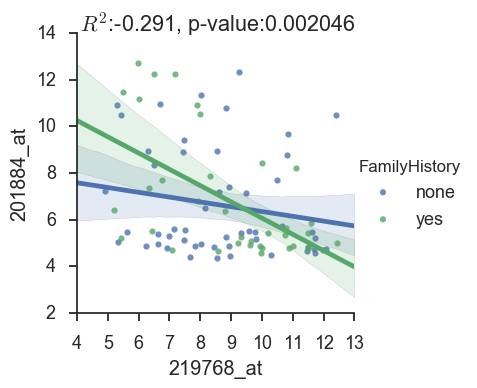 R²:-0.291, p-value:0.002046
14
12
10
8
6
4
2
201884_at
4 5 6 7 8 9 10 11 12 13
219768_at
FamilyHistory
none
yes